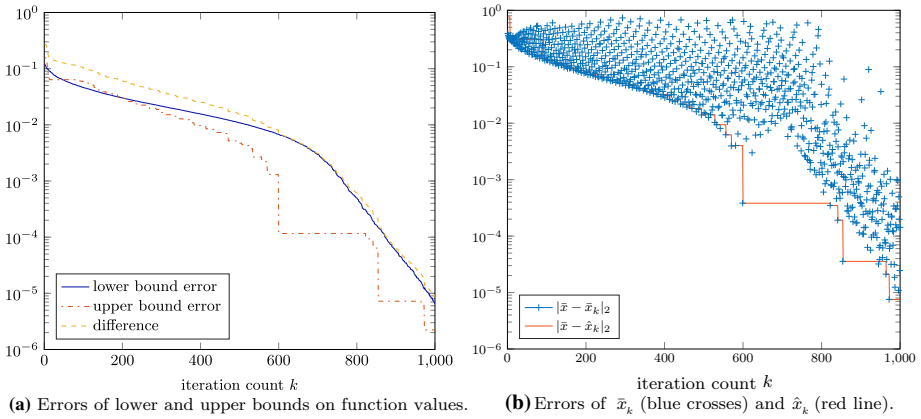 10^0
10^−1
10^−2
10^−3
10^−4
10^−5
10^−6
0 200 400 600 800 1,000
iteration count k
lower bound error
upper bound error
difference
(a) Errors of lower and upper bounds on function values.
10^0
10^−1
10^−2
10^−3
10^−4
10^−5
10^−6
0 200 400 600 800 1,000
iteration count k
|x̄ − x̄_k|_2
|x̄ − x̂_k|_2
(b) Errors of x̄_k (blue crosses) and x̂_k (red line).